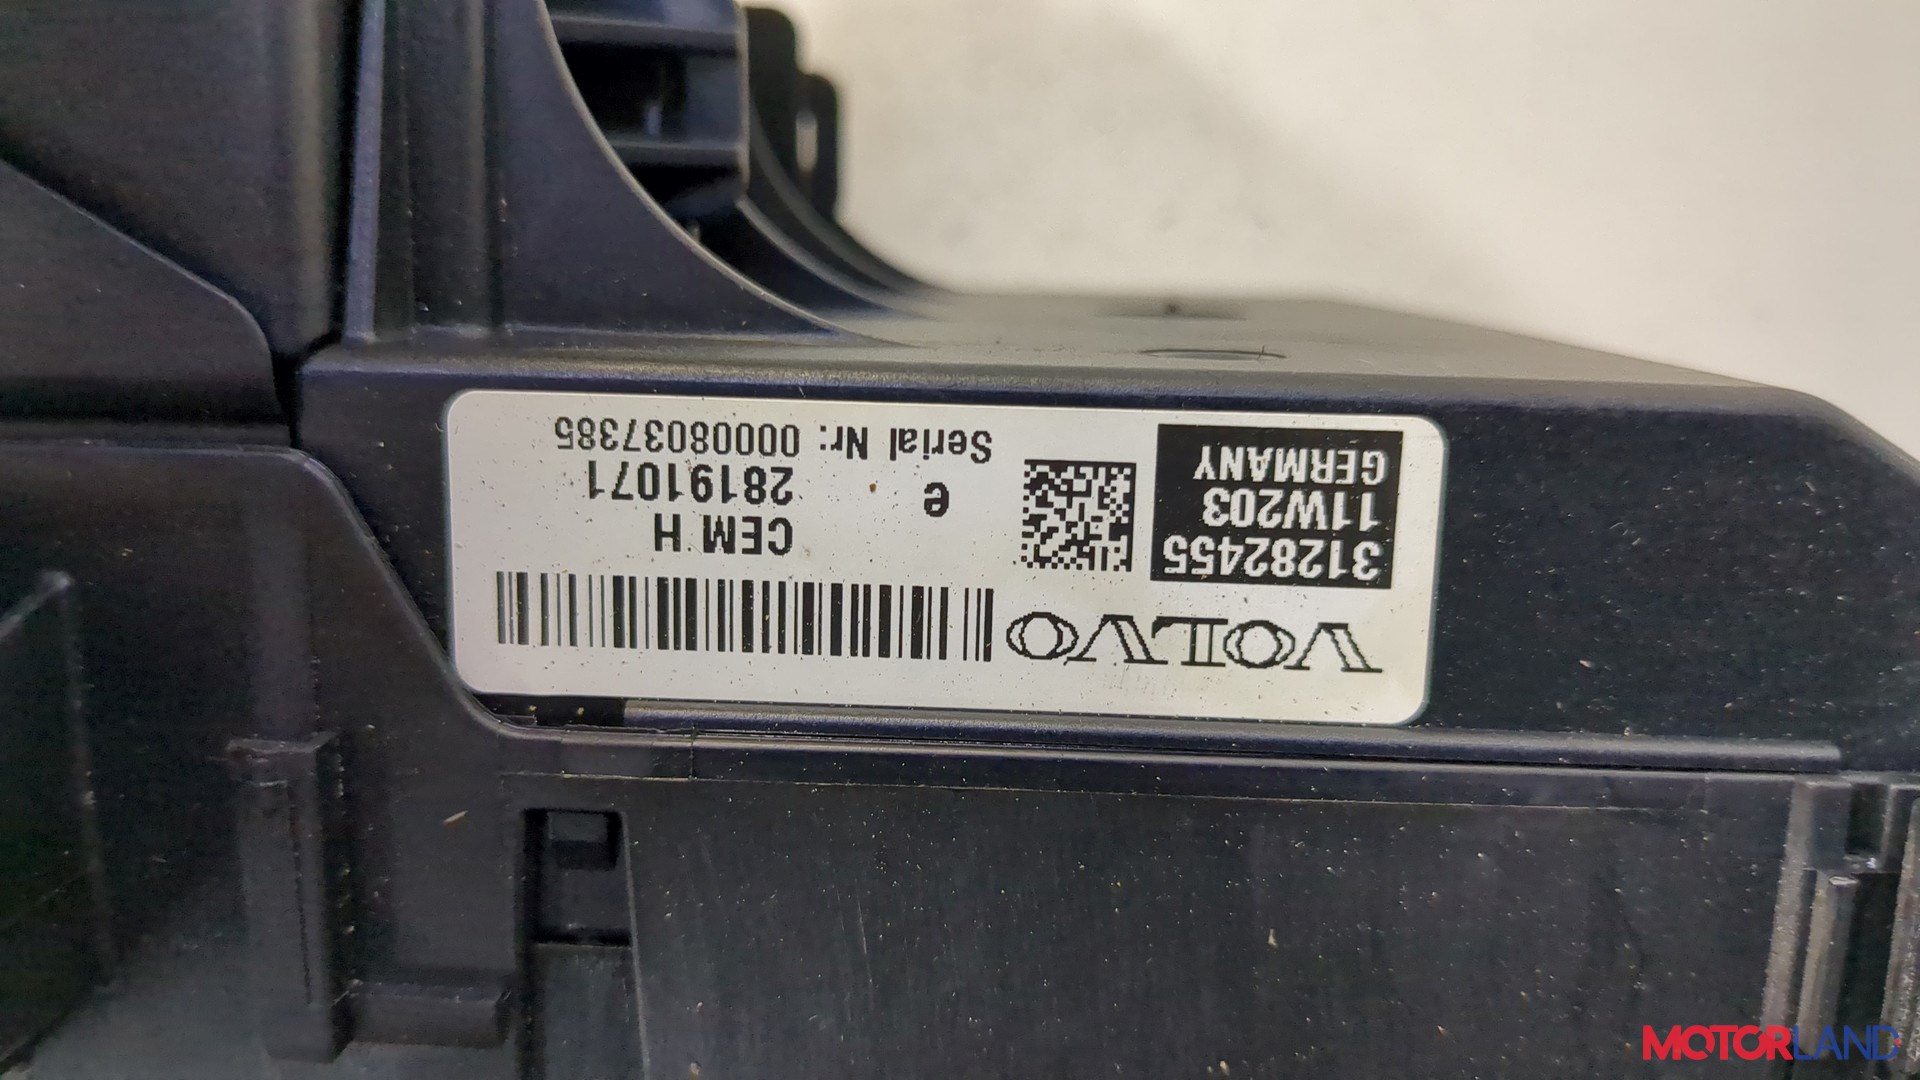 VOLVO
31282455
11W203
GERMANY
CEM H
28191071
e
Serial Nr: 00008037385
MOTORLAND